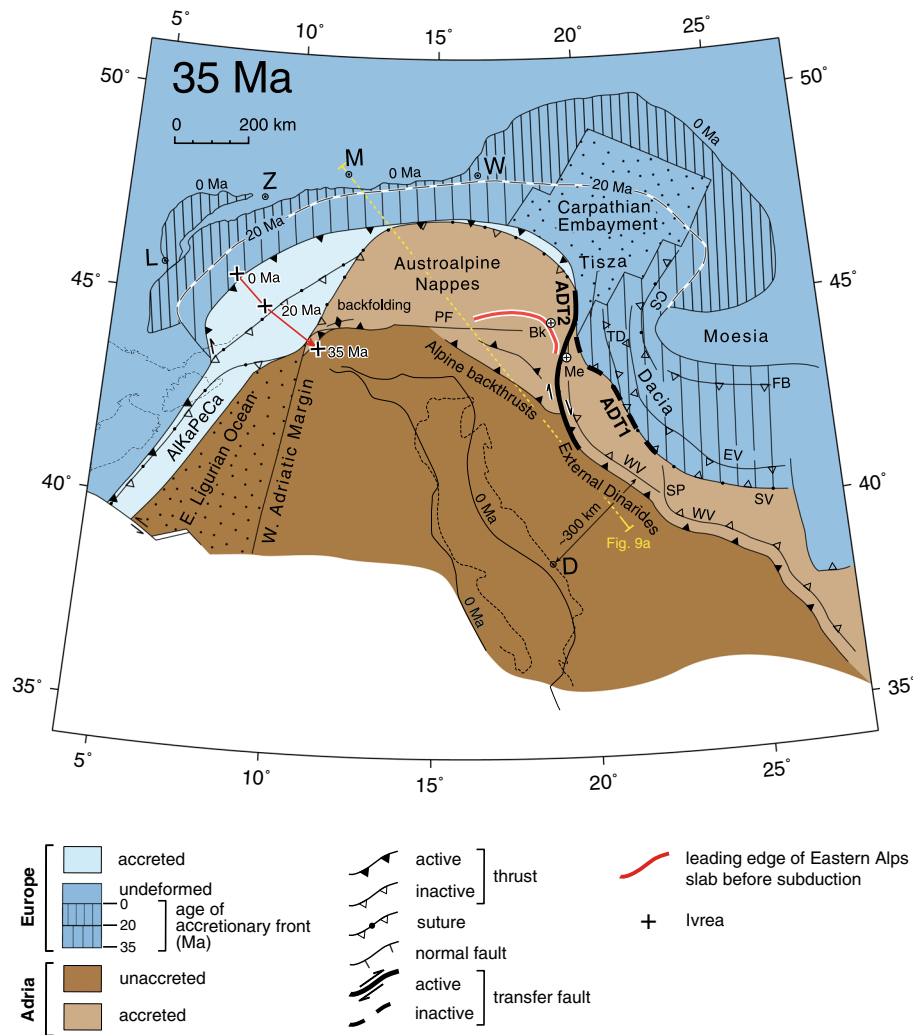 5°
10°
15°
20°
25°
50°
50°
35 Ma
0 200 km
0 Ma
M
W
0 Ma
Z
0 Ma
20 Ma
Carpathian
Embayment
20 Ma
L
Tisza
45°
45°
Austroalpine
Nappes
0 Ma
CS
ADT2
20 Ma
backfolding
PF
Bk
TD
Moesia
35 Ma
Me
FB
Alpine backthrusts
Dacia
AlKaPeCa
ADT1
E. Ligurian Ocean
W. Adriatic Margin
External Dinarides
WV
EV
SP
SV
40°
40°
0 Ma
WV
~300 km
Fig. 9a
D
0 Ma
35°
35°
5°
10°
15°
20°
25°
Europe
accreted
undeformed
0
20
35
age of
accretionary front
(Ma)
Adria
unaccreted
accreted
active
inactive
thrust
suture
normal fault
active
inactive
transfer fault
leading edge of Eastern Alps
slab before subduction
+ Ivrea